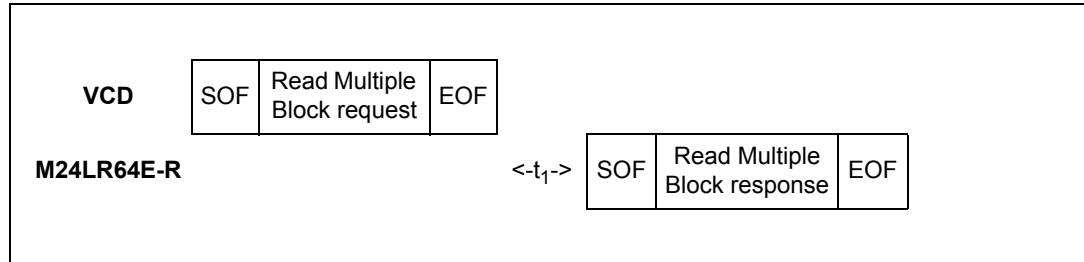 VCD SOF Read Multiple Block request EOF
M24LR64E-R <-t₁-> SOF Read Multiple Block response EOF